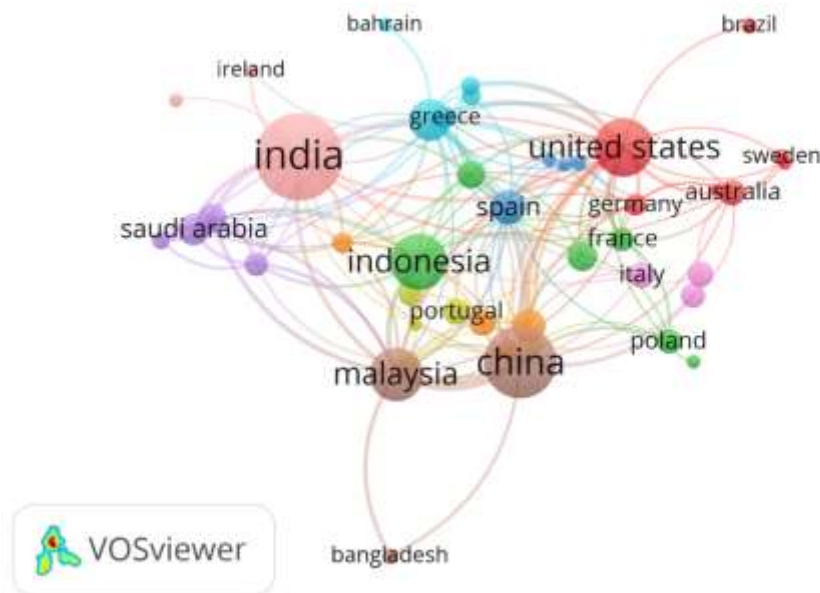 bahrain
brazil
ireland
greece
india
united states
sweden
germany
australia
spain
saudi arabia
france
indonesia
italy
portugal
poland
china
malaysia
bangladesh
VOSviewer